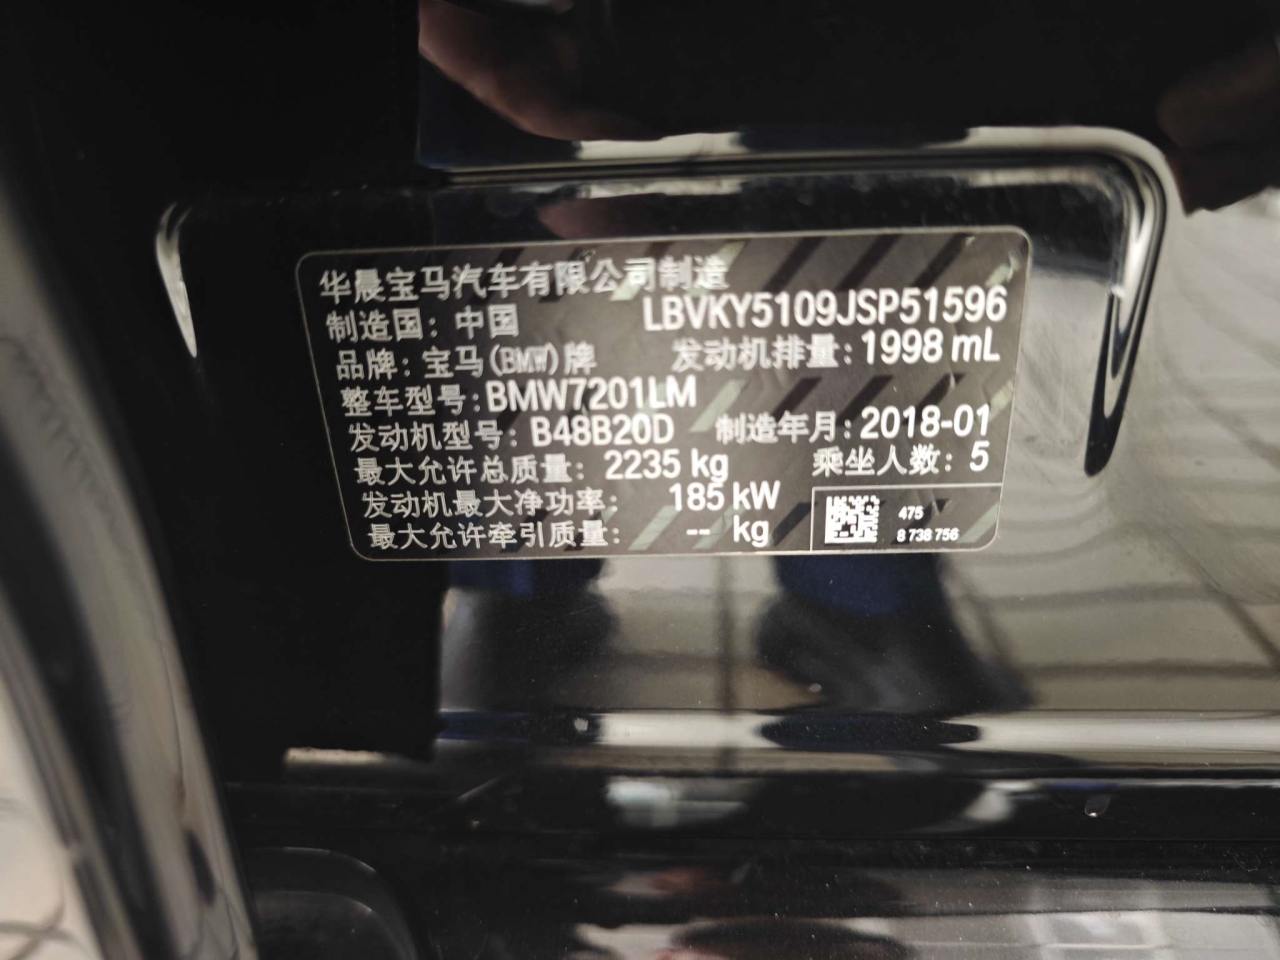 华晨宝马汽车有限公司制造
制造国：中国 LBVKY5109JSP51596
品牌：宝马(BMW)牌 发动机排量：1998 mL
整车型号：BMW7201LM
发动机型号：B48B20D 制造年月：2018-01
最大允许总质量：2235 kg 乘坐人数：5
发动机最大净功率：185 kW
最大允许牵引质量：-- kg
475
8 738 756